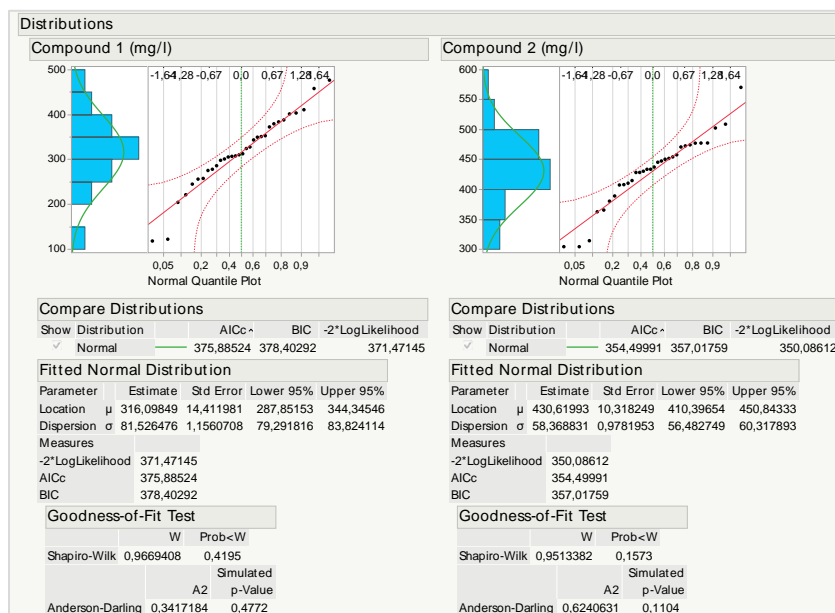 Distributions
Compound 1 (mg/l)
500
400
300
200
100
-1,64 -1,28 -0,67 0,0 0,67 1,28 1,64
0,05 0,2 0,4 0,6 0,8 0,9
Normal Quantile Plot
Compare Distributions
Show Distribution AICc ^ BIC -2*LogLikelihood
Normal 375,88524 378,40292 371,47145
Fitted Normal Distribution
Parameter Estimate Std Error Lower 95% Upper 95%
Location μ 316,09849 14,411981 287,85153 344,34546
Dispersion σ 81,526476 1,1560708 79,291816 83,824114
Measures
-2*LogLikelihood 371,47145
AICc 375,88524
BIC 378,40292
Goodness-of-Fit Test
W Prob<W
Shapiro-Wilk 0,9669408 0,4195
Simulated
A2 p-Value
Anderson-Darling 0,3417184 0,4772
Compound 2 (mg/l)
600
550
500
450
400
350
300
-1,64 -1,28 -0,67 0,0 0,67 1,28 1,64
0,05 0,2 0,4 0,6 0,8 0,9
Normal Quantile Plot
Compare Distributions
Show Distribution AICc ^ BIC -2*LogLikelihood
Normal 354,49991 357,01759 350,08612
Fitted Normal Distribution
Parameter Estimate Std Error Lower 95% Upper 95%
Location μ 430,61993 10,318249 410,39654 450,84333
Dispersion σ 58,368831 0,9781953 56,482749 60,317893
Measures
-2*LogLikelihood 350,08612
AICc 354,49991
BIC 357,01759
Goodness-of-Fit Test
W Prob<W
Shapiro-Wilk 0,9513382 0,1573
Simulated
A2 p-Value
Anderson-Darling 0,6240631 0,1104